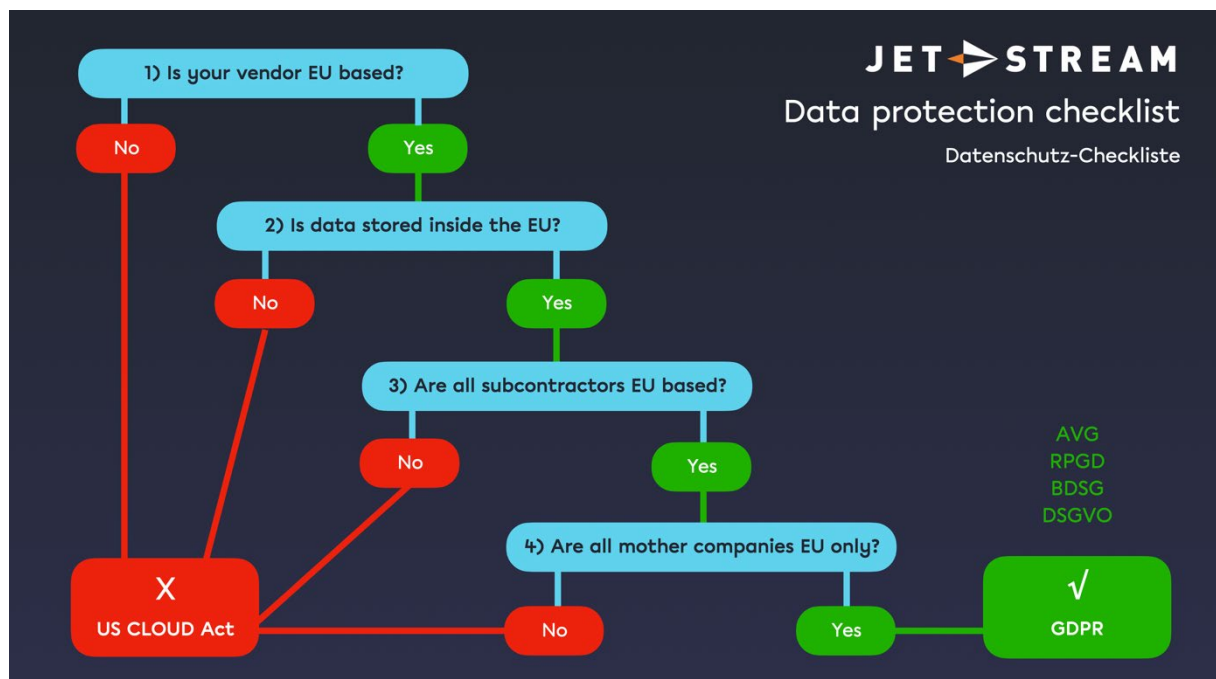 JET STREAM
Data protection checklist
Datenschutz-Checkliste
1) Is your vendor EU based?
No
Yes
2) Is data stored inside the EU?
No
Yes
3) Are all subcontractors EU based?
No
Yes
4) Are all mother companies EU only?
No
Yes
X
US CLOUD Act
AVG
RPGD
BDSG
DSGVO
√
GDPR